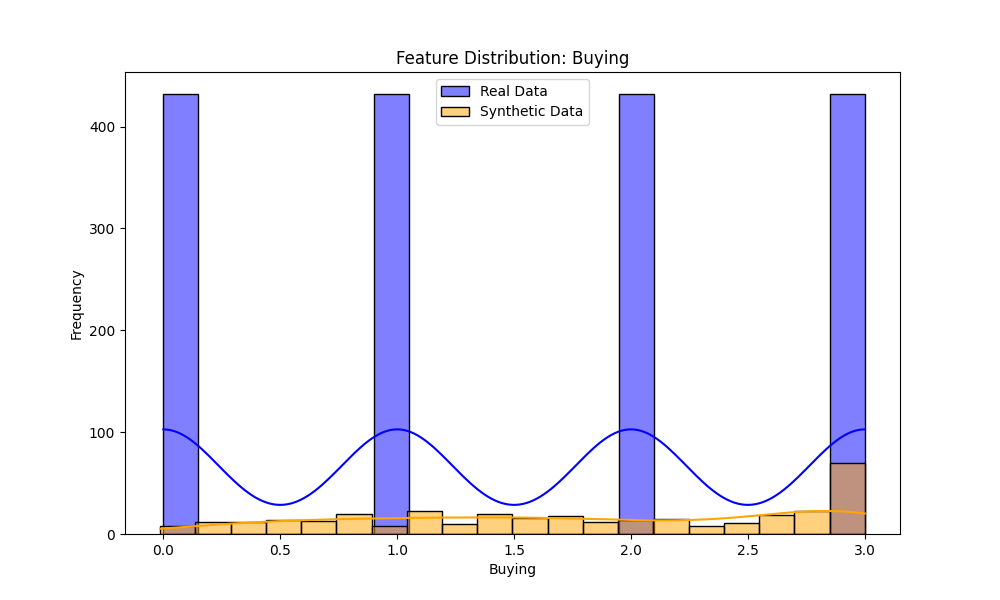 Feature Distribution: Buying
Real Data
Synthetic Data
Frequency
400
300
200
100
0
0.0 0.5 1.0 1.5 2.0 2.5 3.0
Buying